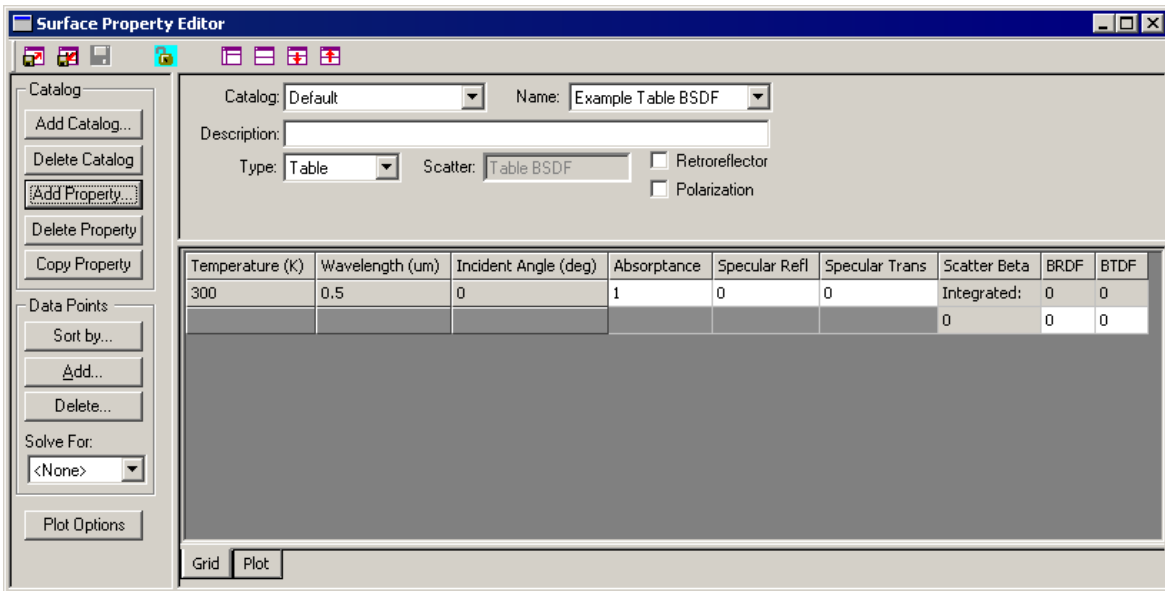 Surface Property Editor
Catalog
Add Catalog...
Delete Catalog
Add Property...
Delete Property
Copy Property
Data Points
Sort by...
Add...
Delete...
Solve For:
<None>
Plot Options
Catalog: Default Name: Example Table BSDF
Description:
Type: Table Scatter: Table BSDF Retroreflector
Polarization
Temperature (K) Wavelength (um) Incident Angle (deg) Absorptance Specular Refl Specular Trans Scatter Beta BRDF BTDF
300 0.5 0 1 0 0 Integrated: 0 0
0 0 0
Grid Plot